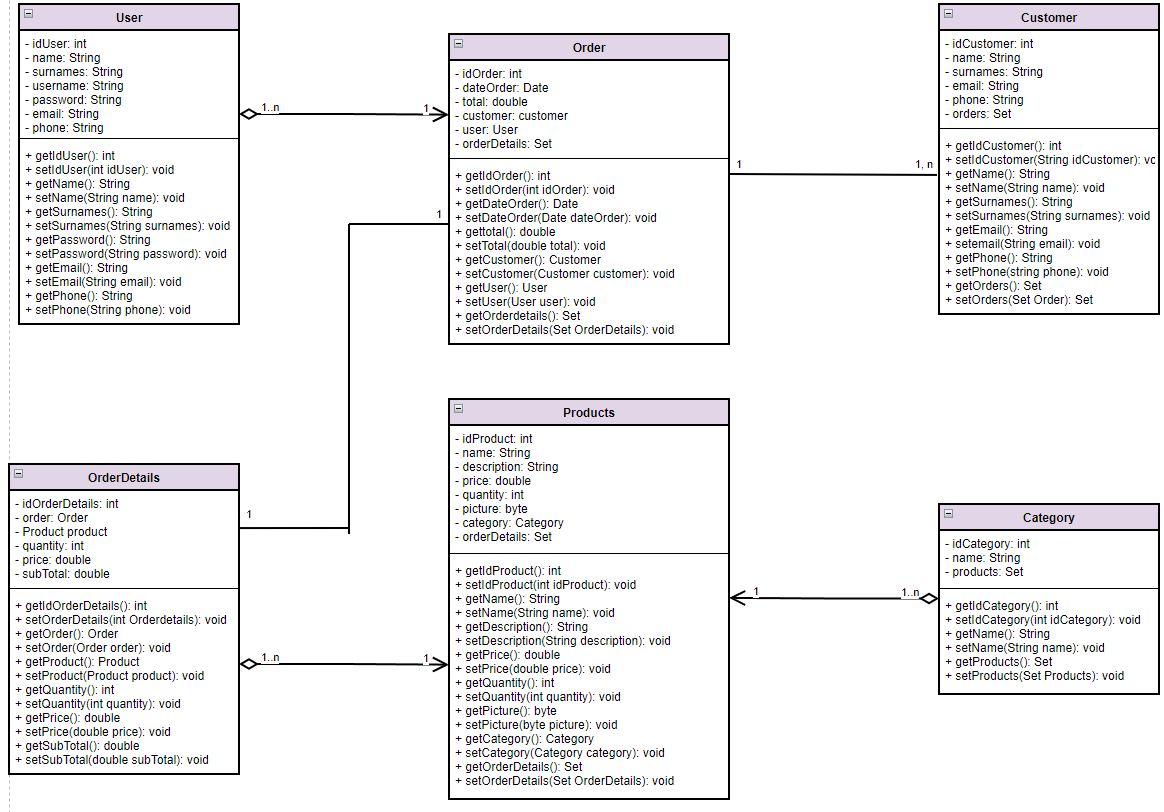 User
- idUser: int
- name: String
- surnames: String
- username: String
- password: String
- email: String
- phone: String
+ getIdUser(): int
+ setIdUser(int idUser): void
+ getName(): String
+ setName(String name): void
+ getSurnames(): String
+ setSurnames(String surnames): void
+ getPassword(): String
+ setPassword(String password): void
+ getEmail(): String
+ setEmail(String email): void
+ getPhone(): String
+ setPhone(String phone): void
1..n
1
Order
- idOrder: int
- dateOrder: Date
- total: double
- customer: customer
- user: User
- orderDetails: Set
+ getIdOrder(): int
+ setIdOrder(int idOrder): void
+ getDateOrder(): Date
+ setDateOrder(Date dateOrder): void
+ gettotal(): double
+ setTotal(double total): void
+ getCustomer(): Customer
+ setCustomer(Customer customer): void
+ getUser(): User
+ setUser(User user): void
+ getOrderdetails(): Set
+ setOrderDetails(Set OrderDetails): void
1
1, n
Customer
- idCustomer: int
- name: String
- surnames: String
- email: String
- phone: String
- orders: Set
+ getIdCustomer(): int
+ setIdCustomer(String idCustomer): vc
+ getName(): String
+ setName(String name): void
+ getSurnames(): String
+ setSurnames(String surnames): void
+ getEmail(): String
+ setemail(String email): void
+ getPhone(): String
+ setPhone(string phone): void
+ getOrders(): Set
+ setOrders(Set Order): Set
1
1
OrderDetails
- idOrderDetails: int
- order: Order
- Product product
- quantity: int
- price: double
- subTotal: double
+ getIdOrderDetails(): int
+ setOrderDetails(int Orderdetails): void
+ getOrder(): Order
+ setOrder(Order order): void
+ getProduct(): Product
+ setProduct(Product product): void
+ getQuantity(): int
+ setQuantity(int quantity): void
+ getPrice(): double
+ setPrice(double price): void
+ getSubTotal(): double
+ setSubTotal(double subTotal): void
1..n
1
Products
- idProduct: int
- name: String
- description: String
- price: double
- quantity: int
- picture: byte
- category: Category
- orderDetails: Set
+ getIdProduct(): int
+ setIdProduct(int idProduct): void
+ getName(): String
+ setName(String name): void
+ getDescription(): String
+ setDescription(String description): void
+ getPrice(): double
+ setPrice(double price): void
+ getQuantity(): int
+ setQuantity(int quantity): void
+ getPicture(): byte
+ setPicture(byte picture): void
+ getCategory(): Category
+ setCategory(Category category): void
+ getOrderDetails(): Set
+ setOrderDetails(Set OrderDetails): void
1
1..n
Category
- idCategory: int
- name: String
- products: Set
+ getIdCategory(): int
+ setIdCategory(int idCategory): void
+ getName(): String
+ setName(String name): void
+ getProducts(): Set
+ setProducts(Set Products): void